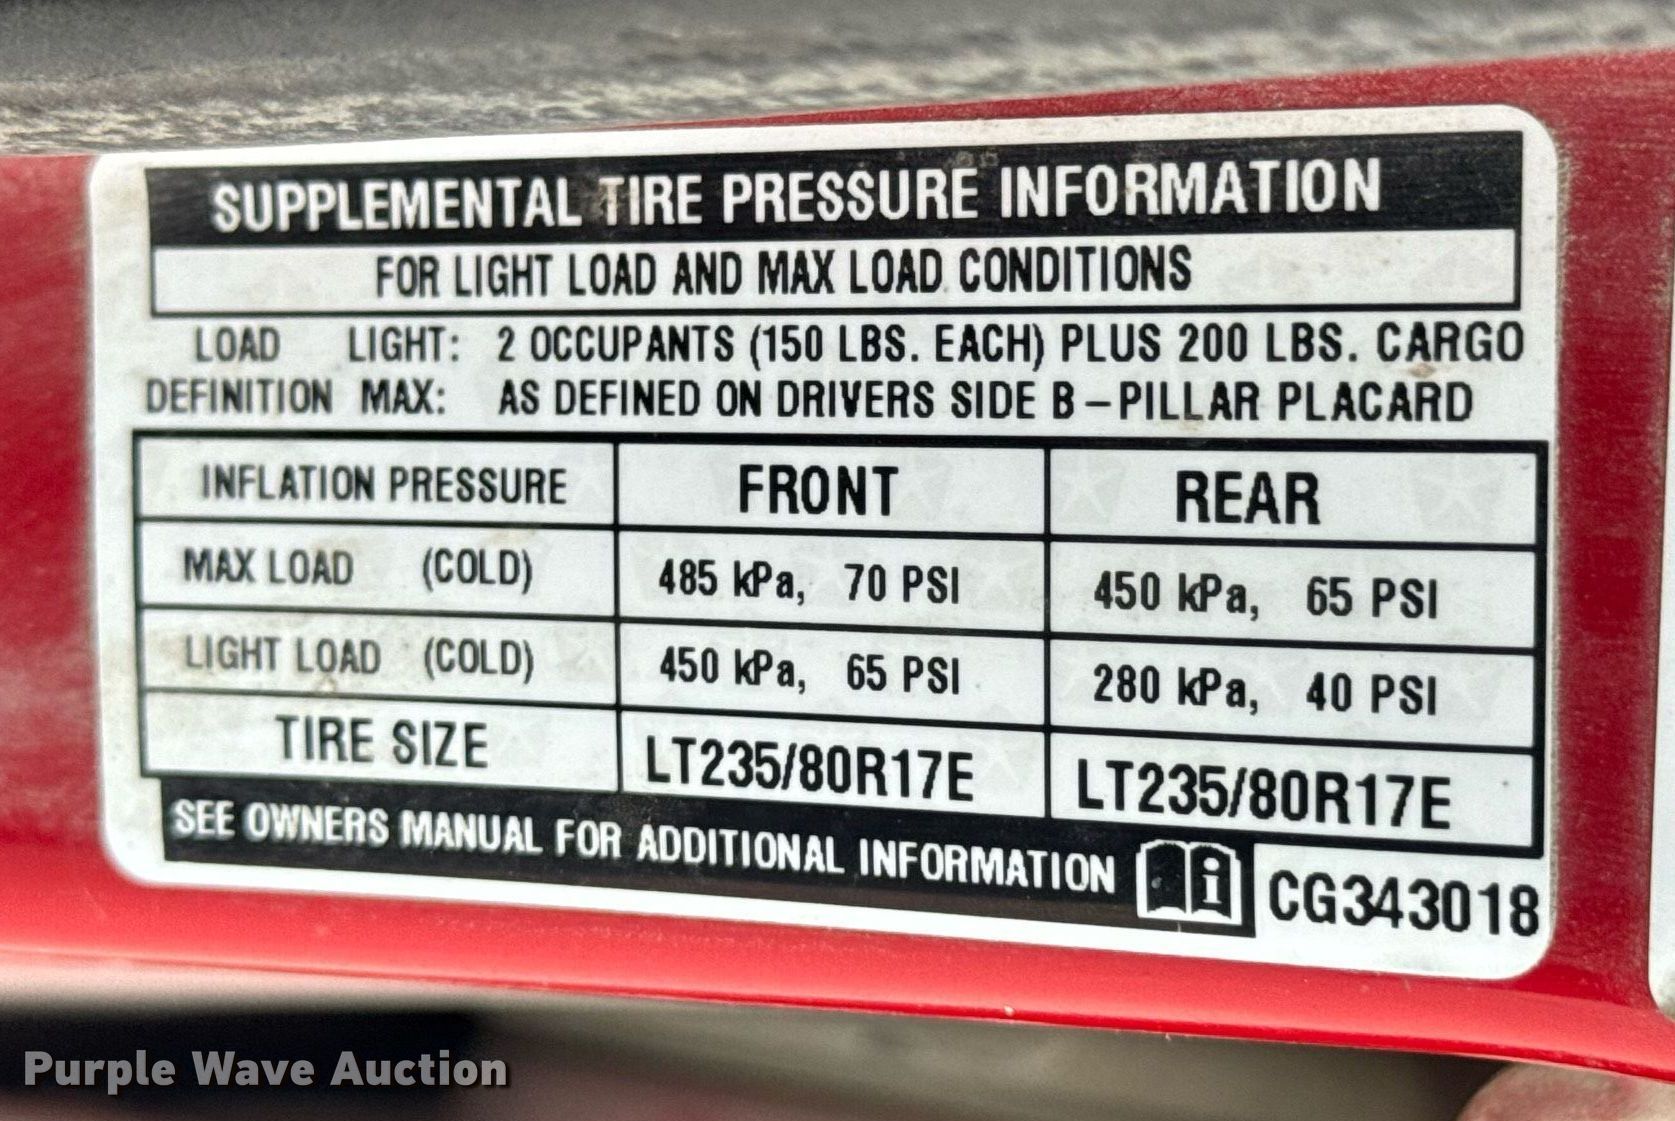 SUPPLEMENTAL TIRE PRESSURE INFORMATION
FOR LIGHT LOAD AND MAX LOAD CONDITIONS
LOAD LIGHT: 2 OCCUPANTS (150 LBS. EACH) PLUS 200 LBS. CARGO
DEFINITION MAX: AS DEFINED ON DRIVERS SIDE B-PILLAR PLACARD
INFLATION PRESSURE FRONT REAR
MAX LOAD (COLD) 485 kPa, 70 PSI 450 kPa, 65 PSI
LIGHT LOAD (COLD) 450 kPa, 65 PSI 280 kPa, 40 PSI
TIRE SIZE LT235/80R17E LT235/80R17E
SEE OWNERS MANUAL FOR ADDITIONAL INFORMATION i CG343018
Purple Wave Auction